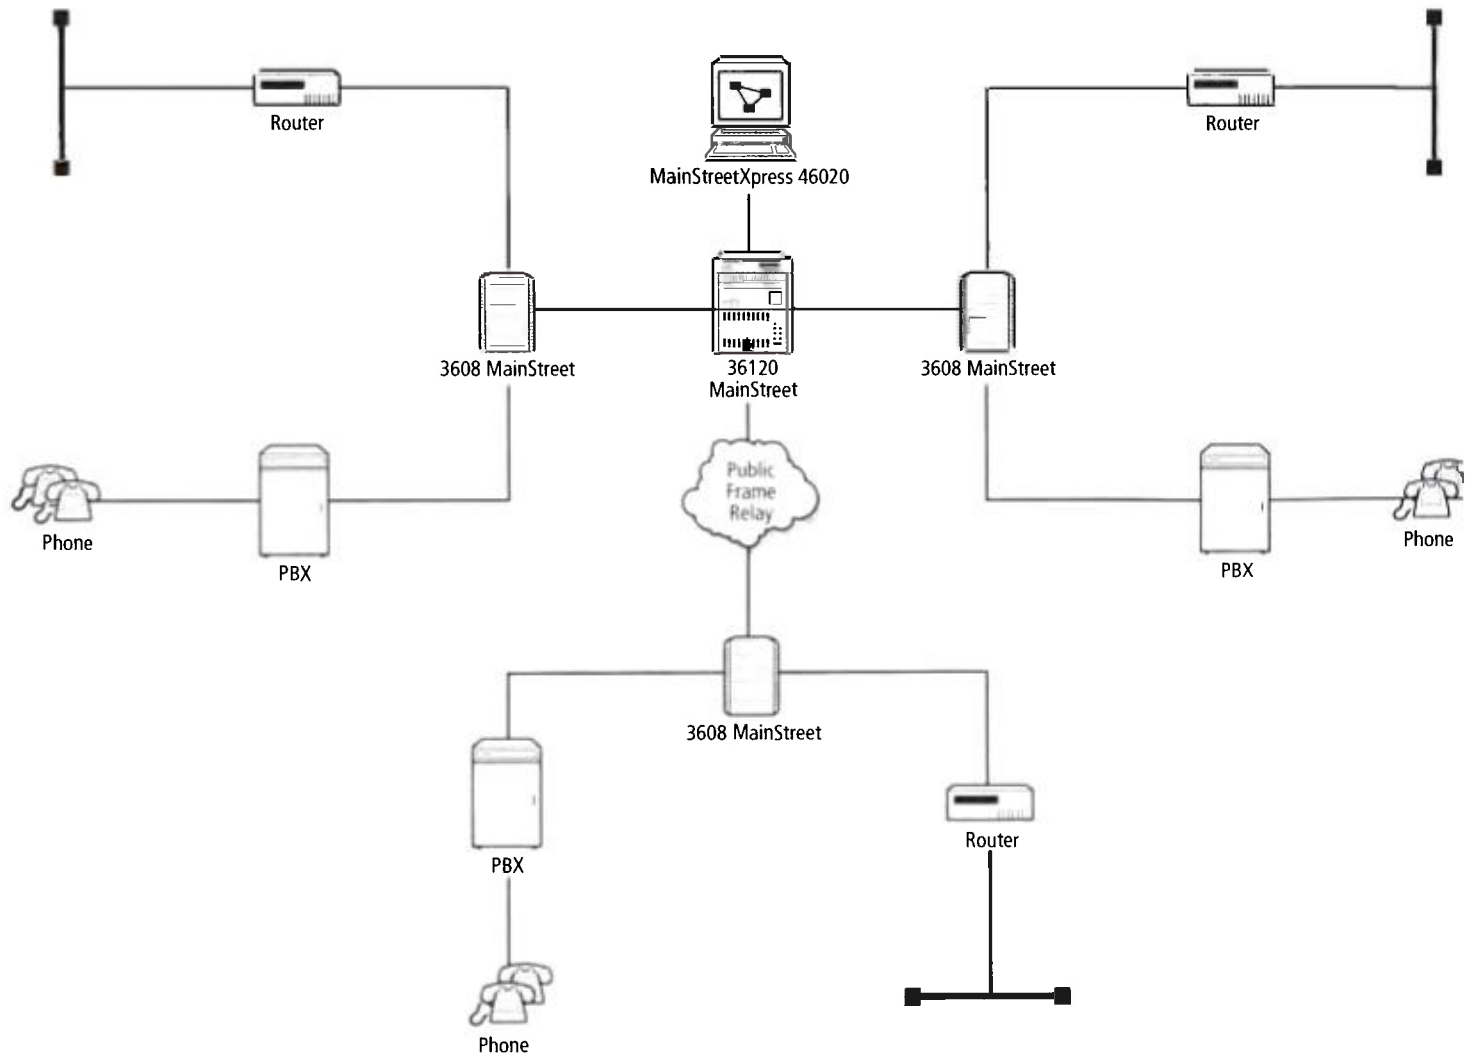 Router
MainStreetXpress 46020
Router
3608 MainStreet
36120
MainStreet
3608 MainStreet
Public
Frame
Relay
Phone
PBX
PBX
Phone
3608 MainStreet
PBX
Router
Phone